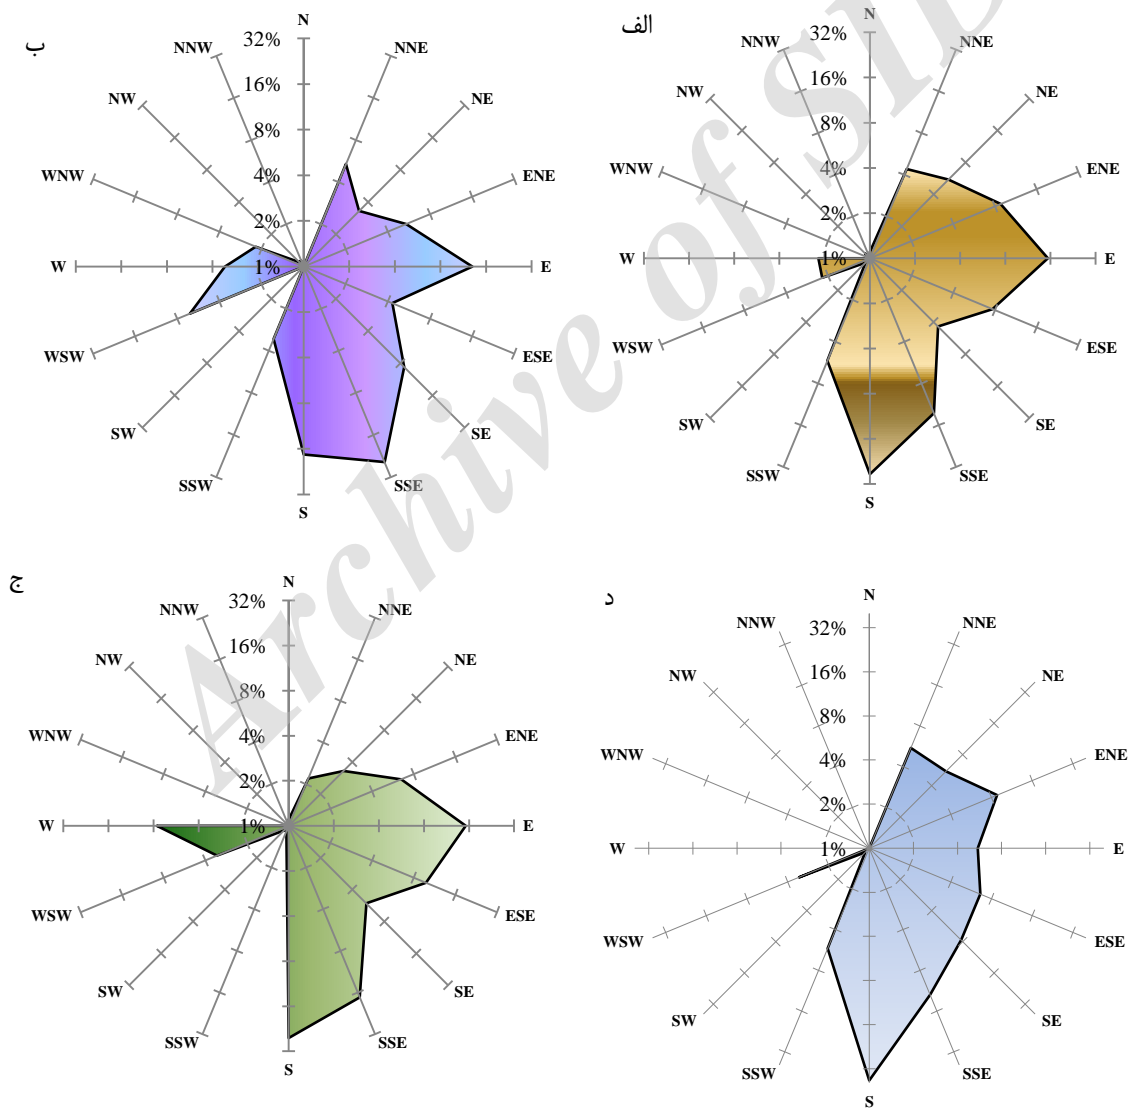 ب
N
32%
NNW
NNE
16%
NW
NE
8%
WNW
4%
ENE
2%
W
1%
E
WSW
ESE
SW
SE
SSW
SSE
S
الف
N
32%
NNW
NNE
16%
NW
NE
8%
WNW
4%
ENE
2%
W
1%
E
WSW
ESE
SW
SE
SSW
SSE
S
ج
N
32%
NNW
NNE
16%
NW
NE
8%
WNW
4%
ENE
2%
W
1%
E
WSW
ESE
SW
SE
SSW
SSE
S
د
N
32%
NNW
NNE
16%
NW
NE
8%
WNW
4%
ENE
2%
W
1%
E
WSW
ESE
SW
SE
SSW
SSE
S
Archive of SID